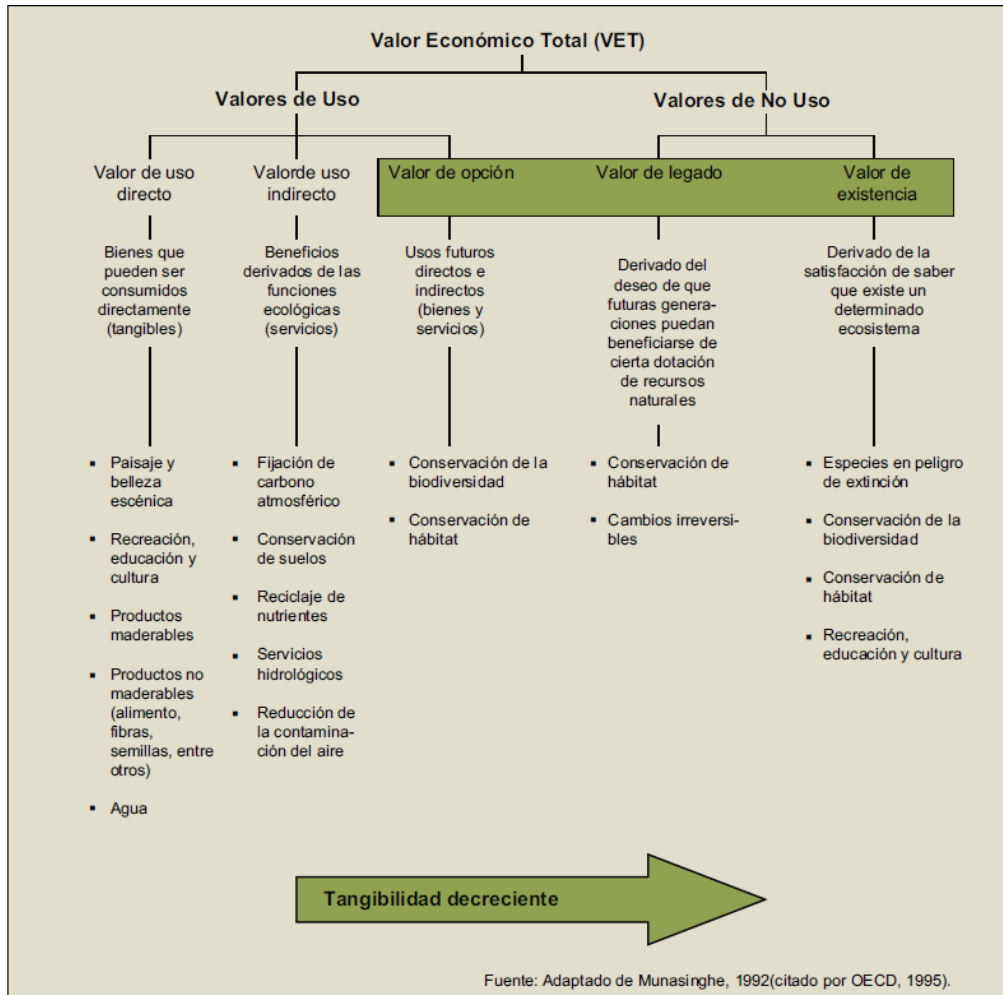 Valor Económico Total (VET)
Valores de Uso
Valores de No Uso
Valor de uso
directo
Valorde uso
indirecto
Valor de opción
Valor de legado
Valor de
existencia
Bienes que
pueden ser
consumidos
directamente
(tangibles)
Beneficios
derivados de las
funciones
ecológicas
(servicios)
Usos futuros
directos e
indirectos
(bienes y
servicios)
Derivado del
deseo de que
futuras genera-
ciones puedan
beneficiarse de
cierta dotación
de recursos
naturales
Derivado de la
satisfacción de saber
que existe un
determinado
ecosistema
▪ Paisaje y
belleza
escénica
▪ Recreación,
educación y
cultura
▪ Productos
maderables
▪ Productos no
maderables
(alimento,
fibras,
semillas, entre
otros)
▪ Agua
▪ Fijación de
carbono
atmosférico
▪ Conservación
de suelos
▪ Reciclaje de
nutrientes
▪ Servicios
hidrológicos
▪ Reducción de
la contamina-
ción del aire
▪ Conservación de la
biodiversidad
▪ Conservación de
hábitat
▪ Conservación de
hábitat
▪ Cambios irreversi-
bles
▪ Especies en peligro
de extinción
▪ Conservación de la
biodiversidad
▪ Conservación de
hábitat
▪ Recreación,
educación y cultura
Tangibilidad decreciente
Fuente: Adaptado de Munasinghe, 1992(citado por OECD, 1995).